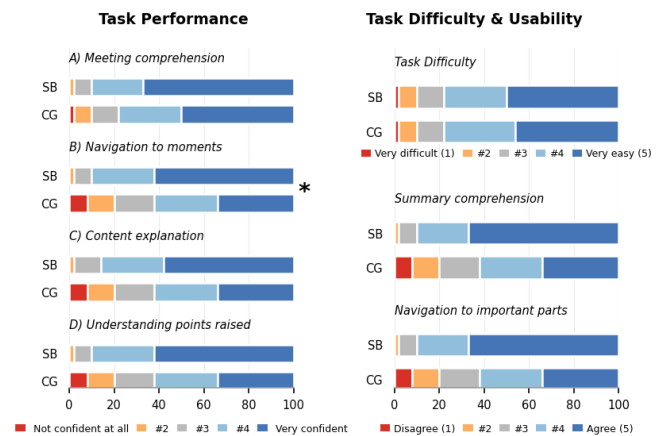 Task Performance
A) Meeting comprehension
SB
CG
B) Navigation to moments
SB
*
CG
C) Content explanation
SB
CG
D) Understanding points raised
SB
CG
0 20 40 60 80 100
Not confident at all #2 #3 #4 Very confident
Task Difficulty & Usability
Task Difficulty
SB
CG
Very difficult (1) #2 #3 #4 Very easy (5)
Summary comprehension
SB
CG
Navigation to important parts
SB
CG
0 20 40 60 80 100
Disagree (1) #2 #3 #4 Agree (5)